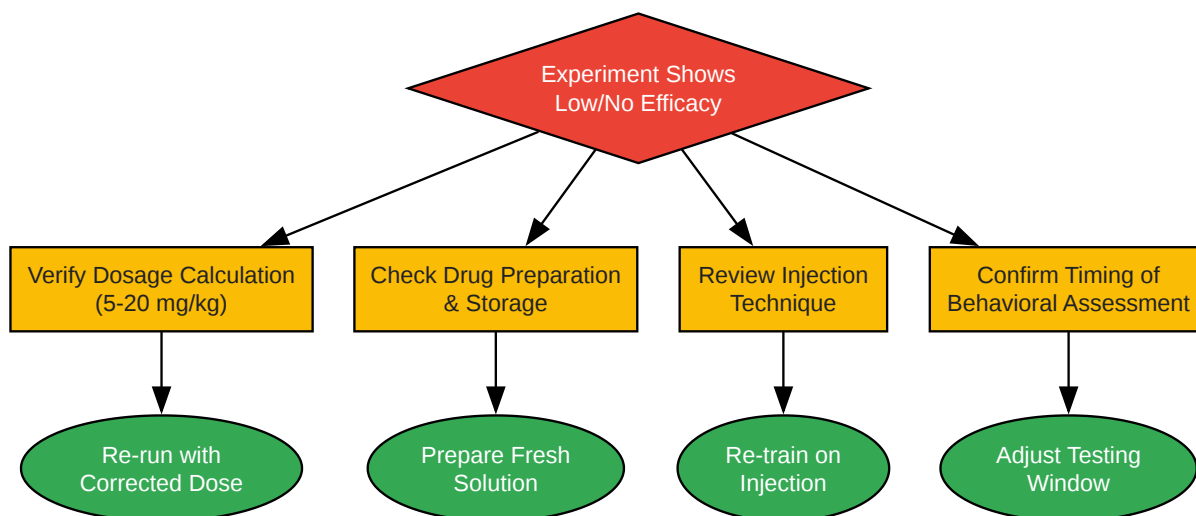 Experiment Shows
Low/No Efficacy
Verify Dosage Calculation
(5-20 mg/kg)
Check Drug Preparation
& Storage
Review Injection
Technique
Confirm Timing of
Behavioral Assessment
Re-run with
Corrected Dose
Prepare Fresh
Solution
Re-train on
Injection
Adjust Testing
Window